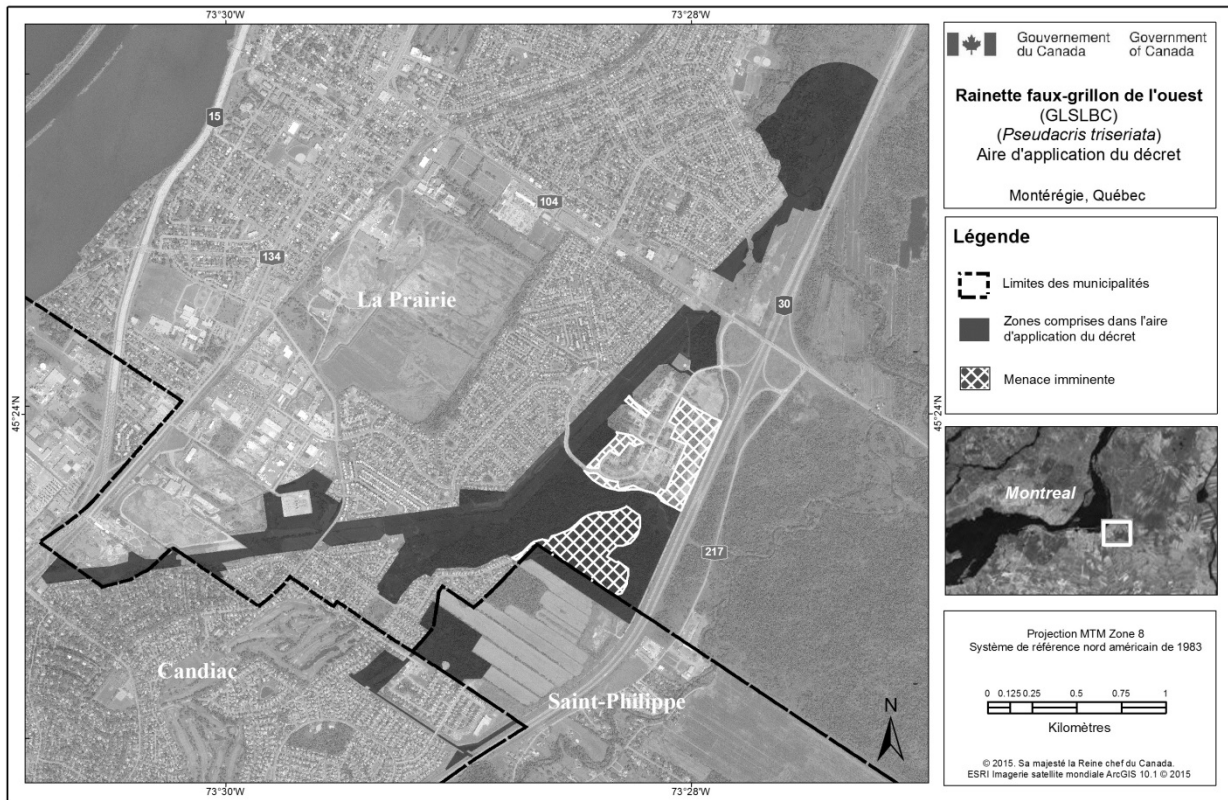 73°30'W
73°28'W
15
104
134
La Prairie
30
45°24'N
45°24'N
217
Candiac
Saint-Philippe
N
73°30'W
73°28'W
Gouvernement du Canada
Government of Canada
Rainette faux-grillon de l'ouest
(GLSLBC)
(Pseudacris triseriata)
Aire d'application du décret
Montérégie, Québec
Légende
Limites des municipalités
Zones comprises dans l'aire
d'application du décret
Menace imminente
Montreal
Projection MTM Zone 8
Système de référence nord américain de 1983
0 0.125 0.25 0.5 0.75 1
Kilomètres
© 2015. Sa majesté la Reine chef du Canada.
ESRI Imagerie satellite mondiale ArcGIS 10.1 © 2015